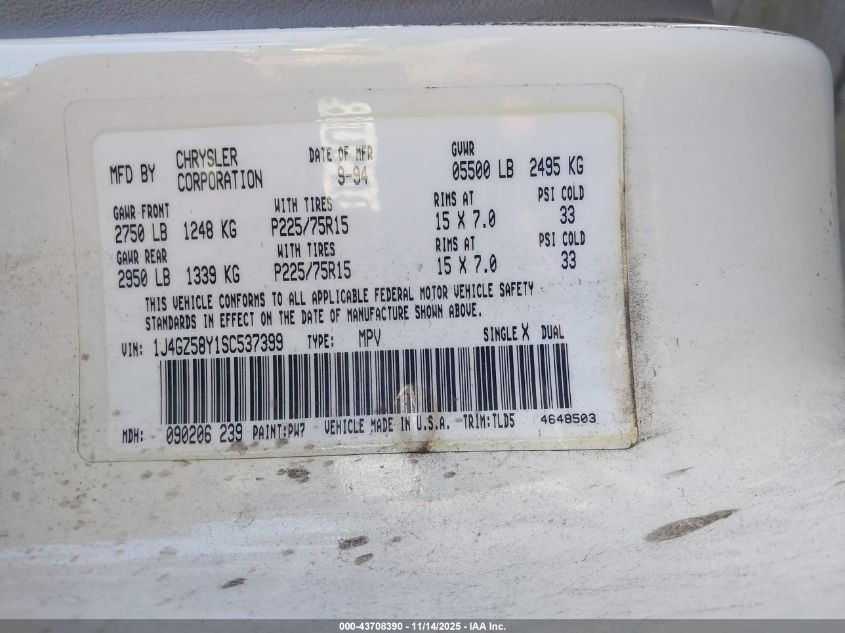 MFD BY CHRYSLER CORPORATION DATE OF MFR 9-94 GVWR 05500 LB 2495 KG
GAWR FRONT WITH TIRES RIMS AT PSI COLD
2750 LB 1248 KG P225/75R15 15 X 7.0 33
GAWR REAR WITH TIRES RIMS AT PSI COLD
2950 LB 1339 KG P225/75R15 15 X 7.0 33
THIS VEHICLE CONFORMS TO ALL APPLICABLE FEDERAL MOTOR VEHICLE SAFETY
STANDARDS IN EFFECT ON THE DATE OF MANUFACTURE SHOWN ABOVE.
VIN: 1J4GZ58Y1SC537399 TYPE: MPV SINGLE X DUAL
MDH: 090206 239 PAINT:PW7 VEHICLE MADE IN U.S.A. TRIM:TLD5 4648503
000-43708390 - 11/14/2025 - IAA Inc.